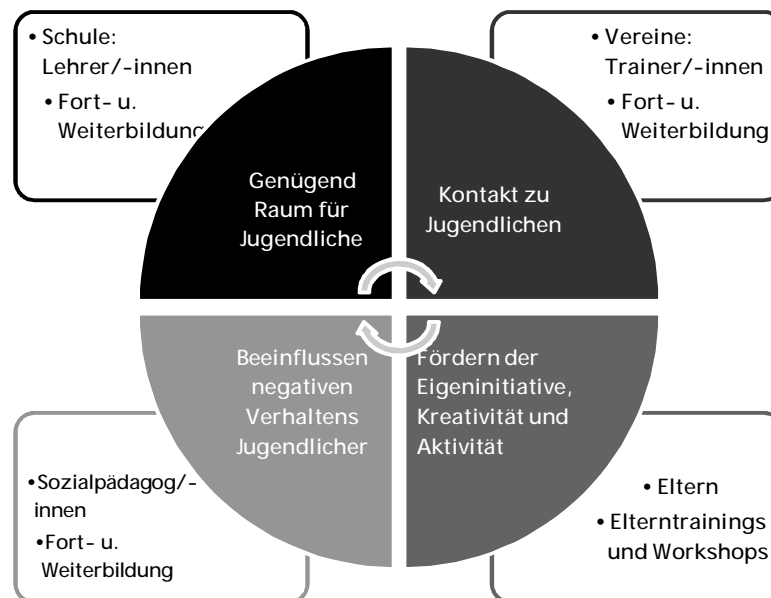 • Schule:
Lehrer/-innen
• Fort- u.
Weiterbildung
• Vereine:
Trainer/-innen
• Fort- u.
Weiterbildung
Genügend
Raum für
Jugendliche
Kontakt zu
Jugendlichen
Beeinflussen
negativen
Verhaltens
Jugendlicher
Fördern der
Eigeninitiative,
Kreativität und
Aktivität
•Sozialpädagog/-
innen
•Fort- u.
Weiterbildung
• Eltern
• Elterntrainings
und Workshops